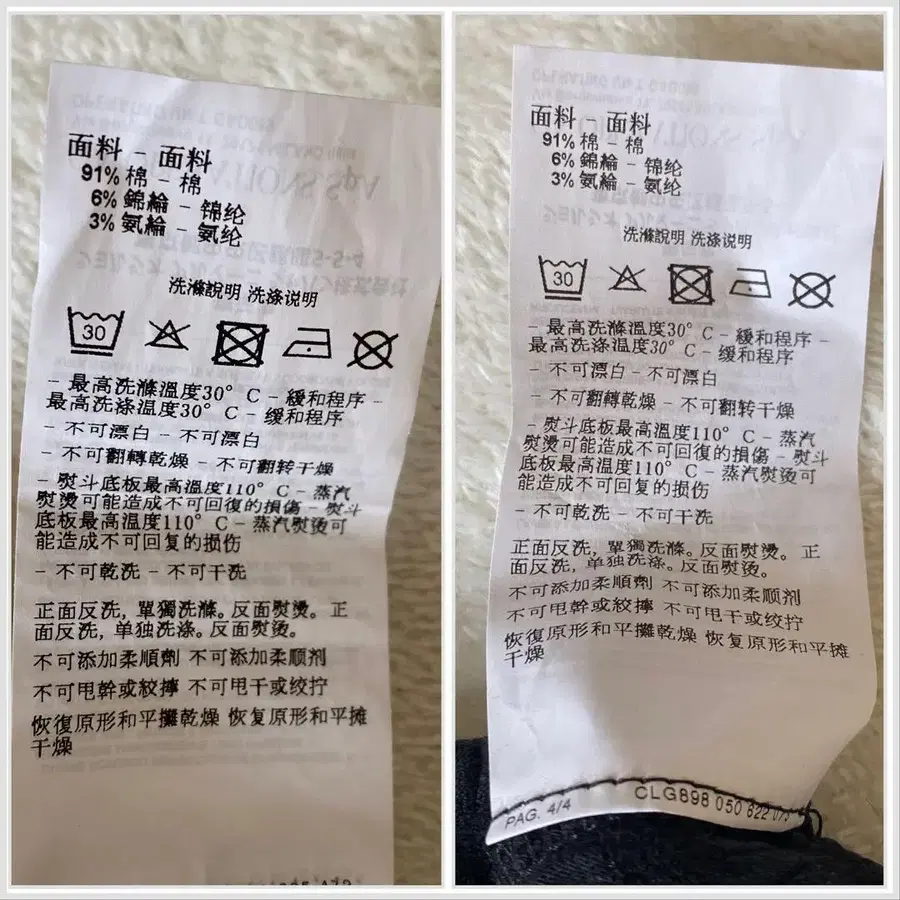 面料 - 面料
91% 棉 - 棉
6% 錦綸 - 锦纶
3% 氨綸 - 氨纶
洗滌說明 洗涤说明
30
- 最高洗滌溫度30° C - 緩和程序 -
最高洗涤温度30° C - 缓和程序
- 不可漂白 - 不可漂白
- 不可翻轉乾燥 - 不可翻转干燥
- 熨斗底板最高溫度110° C - 蒸汽
熨燙可能造成不可回復的損傷 - 熨斗
底板最高温度110° C - 蒸汽熨烫可
能造成不可回复的损伤
- 不可乾洗 - 不可干洗
正面反洗, 單獨洗滌。反面熨燙。 正
面反洗, 单独洗涤。反面熨烫。
不可添加柔順劑 不可添加柔顺剂
不可甩幹或絞擰 不可甩干或绞拧
恢復原形和平攤乾燥 恢复原形和平摊
干燥
面料 - 面料
91% 棉 - 棉
6% 錦綸 - 锦纶
3% 氨綸 - 氨纶
洗滌說明 洗涤说明
30
- 最高洗滌溫度30° C - 緩和程序 -
最高洗涤温度30° C - 缓和程序
- 不可漂白 - 不可漂白
- 不可翻轉乾燥 - 不可翻转干燥
- 熨斗底板最高溫度110° C - 蒸汽
熨燙可能造成不可回復的損傷 - 熨斗
底板最高温度110° C - 蒸汽熨烫可
能造成不可回复的损伤
- 不可乾洗 - 不可干洗
正面反洗, 單獨洗滌。反面熨燙。 正
面反洗, 单独洗涤。反面熨烫。
不可添加柔順劑 不可添加柔顺剂
不可甩幹或絞擰 不可甩干或绞拧
恢復原形和平攤乾燥 恢复原形和平摊
干燥
PAG. 4/4 CLG898 050 622